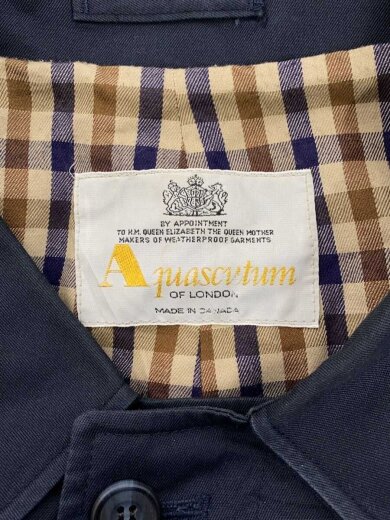 BY APPOINTMENT
TO H.M. QUEEN ELIZABETH THE QUEEN MOTHER
MAKERS OF WEATHERPROOF GARMENTS
Aquascutum
OF LONDON
MADE IN CANADA